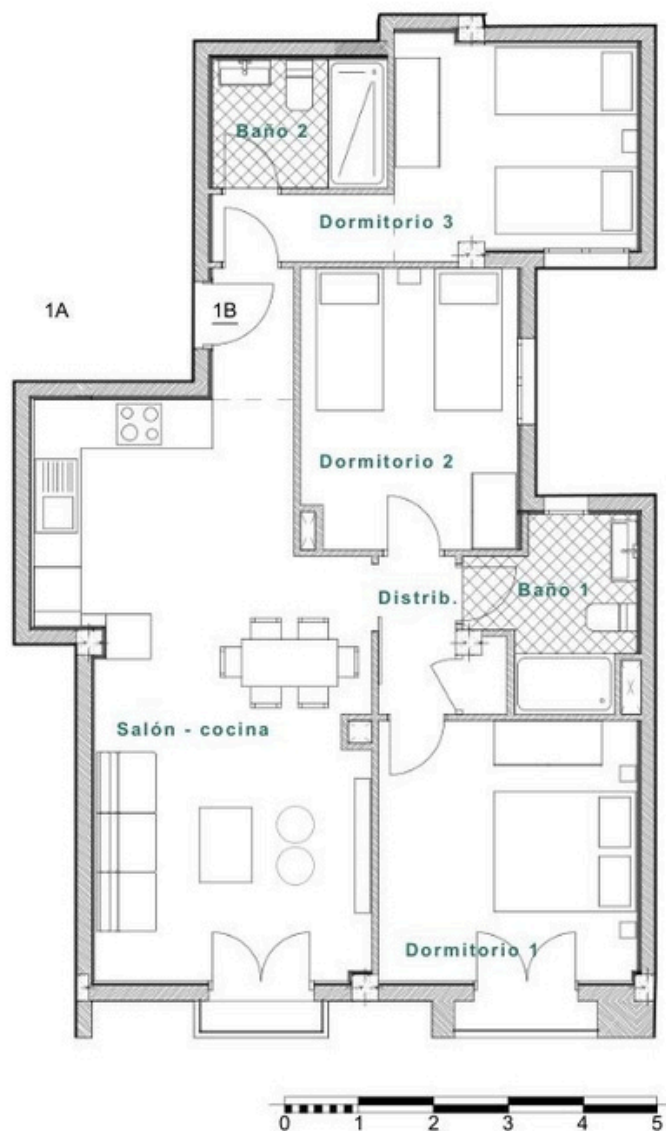 Baño 2
Dormitorio 3
1A
1B
Dormitorio 2
Distrib.
Baño 1
Salón - cocina
Dormitorio 1
0 1 2 3 4 5